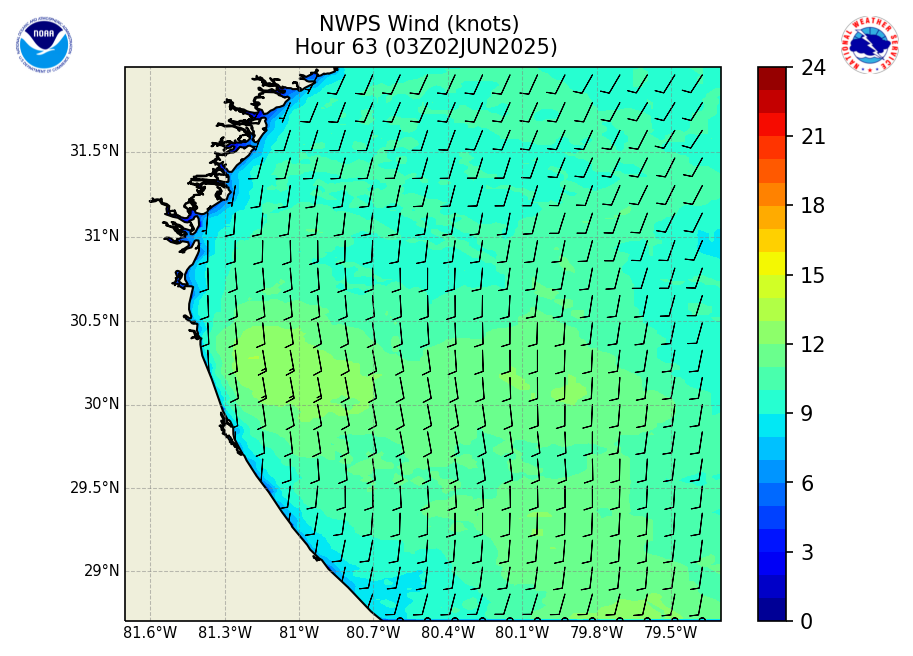 NWPS Wind (knots)
Hour 63 (03Z02JUN2025)
NOAA
NATIONAL WEATHER SERVICE
24
21
18
15
12
9
6
3
0
31.5°N
31°N
30.5°N
30°N
29.5°N
29°N
81.6°W 81.3°W 81°W 80.7°W 80.4°W 80.1°W 79.8°W 79.5°W